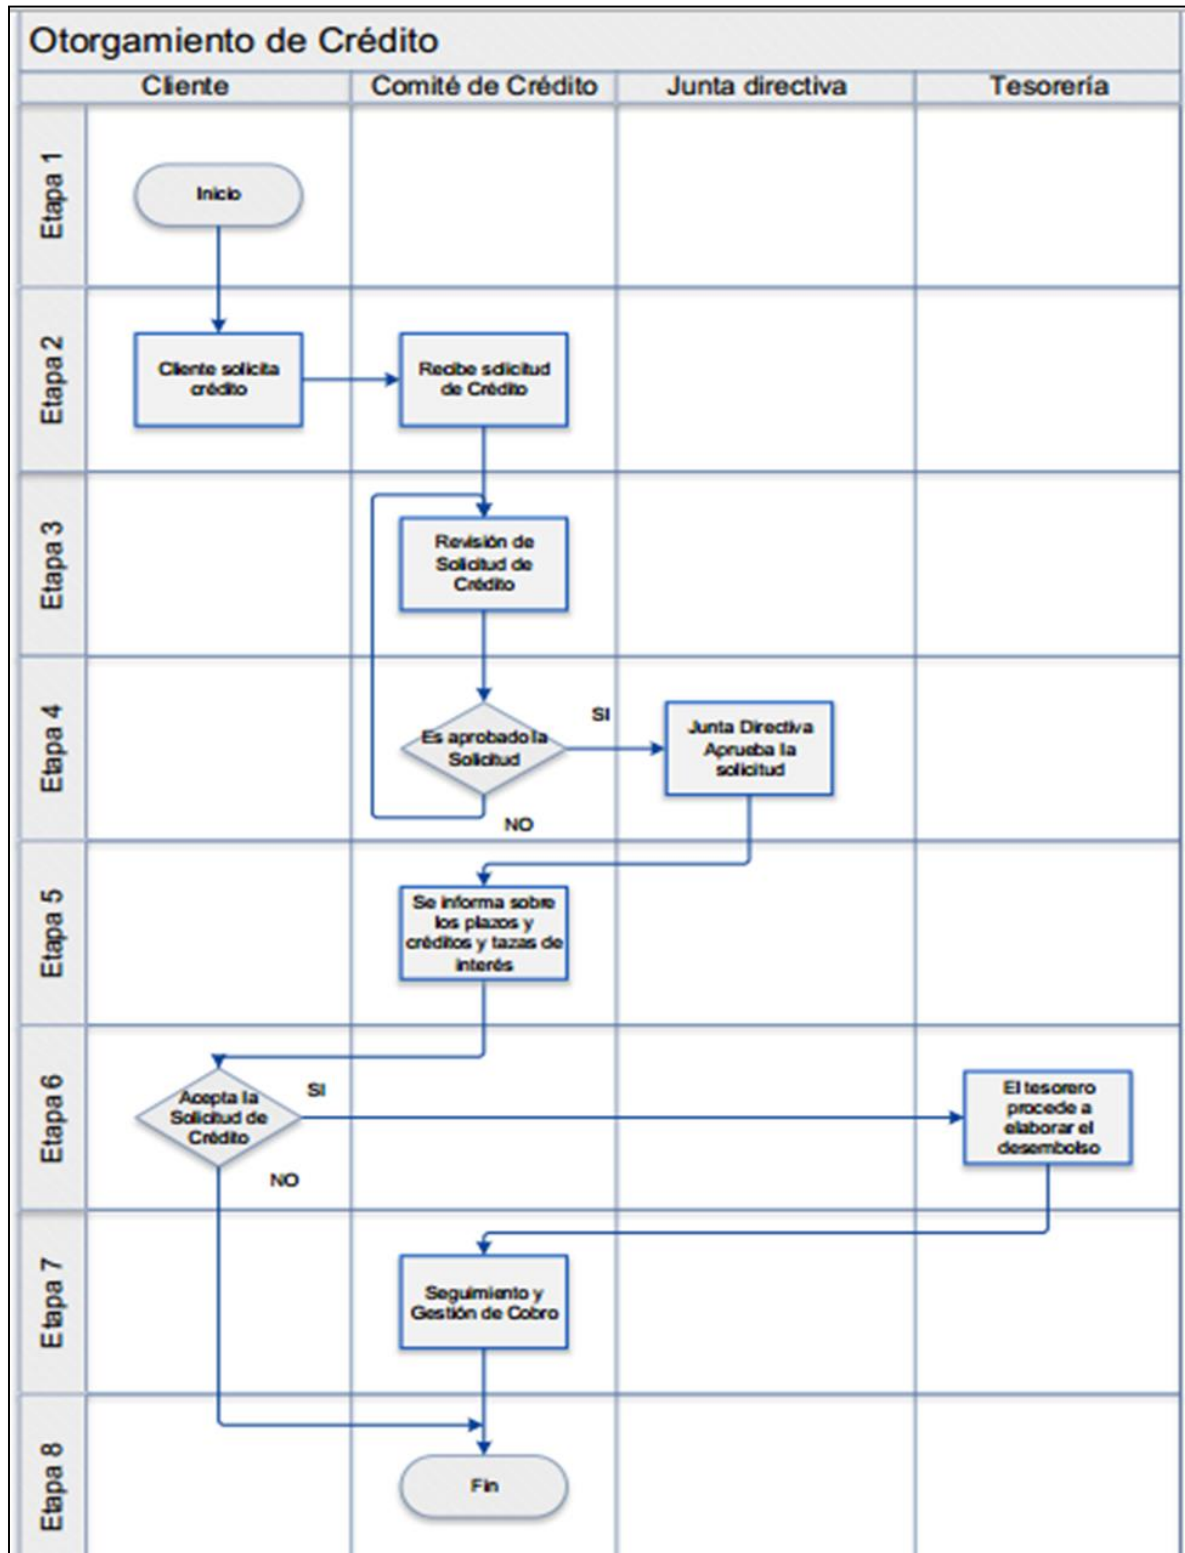 Otorgamiento de Crédito
Cliente
Comité de Crédito
Junta directiva
Tesorería
Etapa 1
Inicio
Etapa 2
Cliente solicita
crédito
Recibe solicitud
de Crédito
Etapa 3
Revisión de
Solicitud de
Crédito
Etapa 4
Es aprobado la
Solicitud
SI
NO
Junta Directiva
Aprueba la
solicitud
Etapa 5
Se informa sobre
los plazos y
créditos y tazas de
interés
Etapa 6
Acepta la
Solicitud de
Crédito
SI
NO
El tesorero
procede a
elaborar el
desembolso
Etapa 7
Seguimiento y
Gestión de Cobro
Etapa 8
Fin